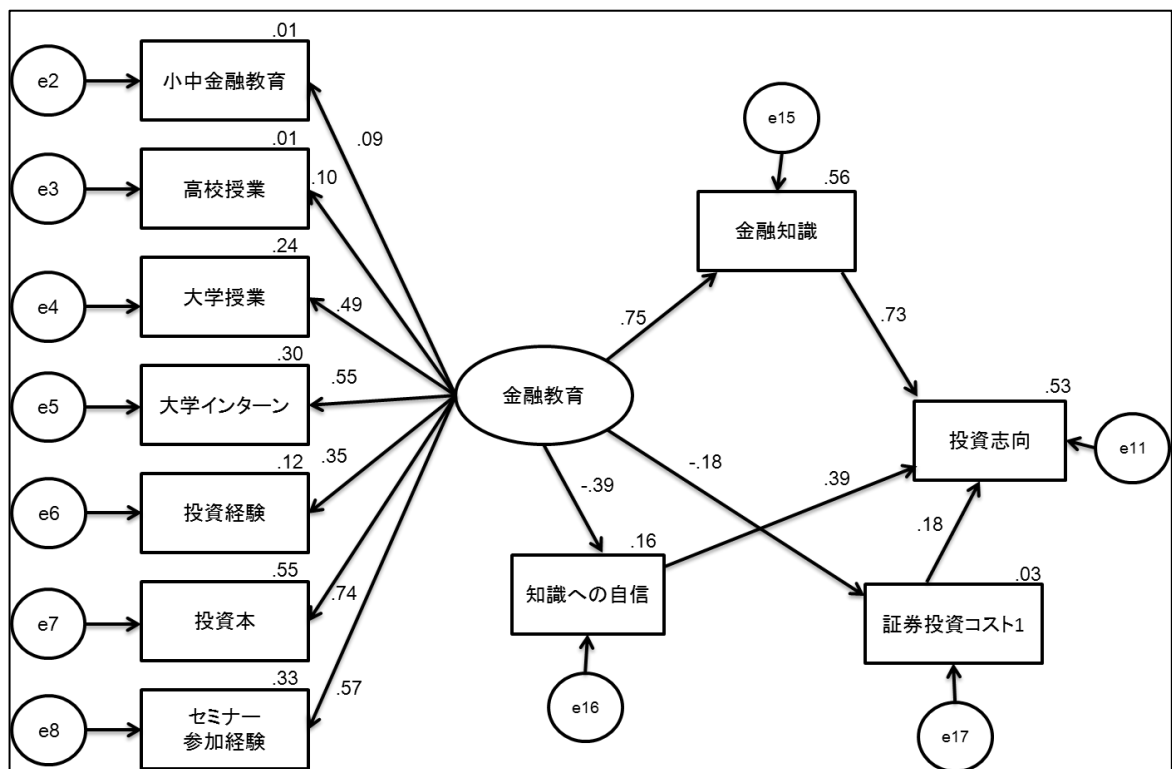 .01
e2
小中金融教育
.09
.01
e3
高校授業
.10
.24
e4
大学授業
.49
.30
e5
大学インターン
.55
.12
e6
投資経験
.35
.55
e7
投資本
.74
.33
e8
セミナー
参加経験
.57
金融教育
e15
.56
金融知識
.75
.73
.53
投資志向
e11
-.39
-.18
.39
.18
.16
知識への自信
e16
.03
証券投資コスト1
e17